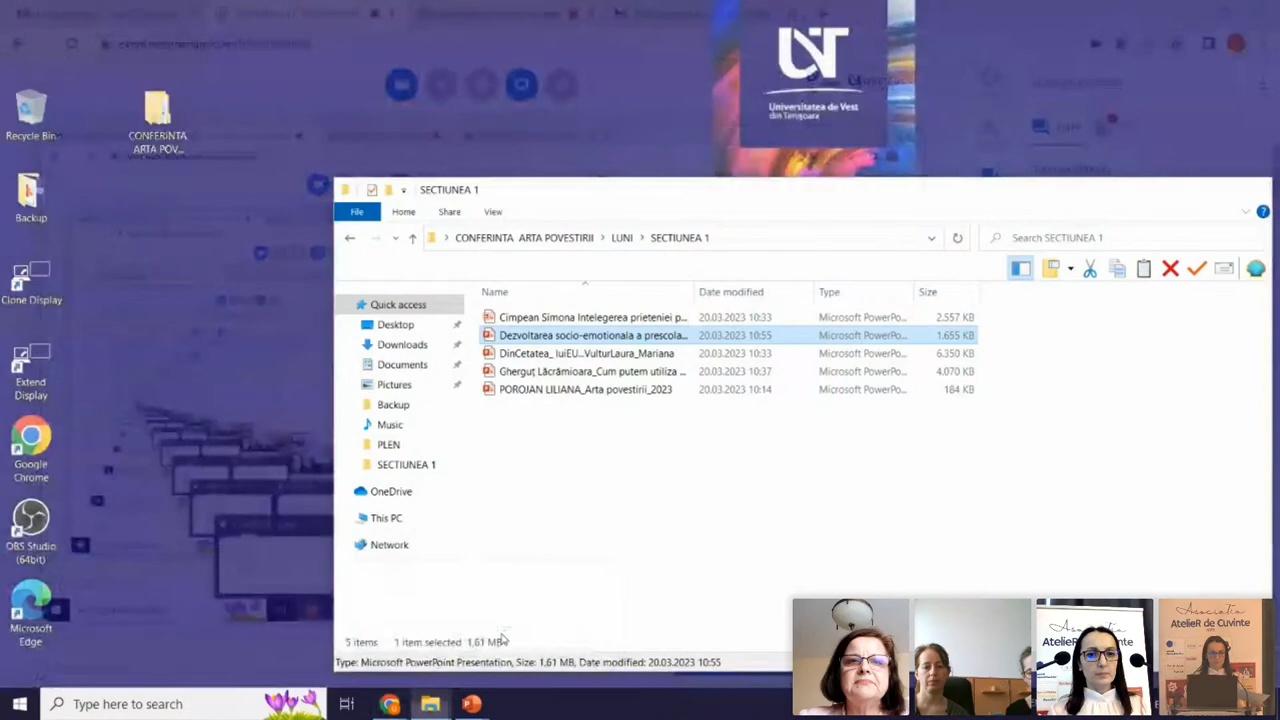 Universitatea de Vest
din Timișoara
Recycle Bin
CONFERINTA
ARTA POV...
Backup
Clone Display
Extend
Display
Google
Chrome
OBS Studio
(64bit)
Microsoft
Edge
SECTIUNEA 1
File Home Share View
CONFERINTA ARTA POVESTIRII > LUNI > SECTIUNEA 1
Search SECTIUNEA 1
Name Date modified Type Size
Cimpean Simona Intelegerea prieteniei p... 20.03.2023 10:33 Microsoft PowerPo... 2.557 KB
Dezvoltarea socio-emotionala a prescola... 20.03.2023 10:55 Microsoft PowerPo... 1.655 KB
DinCetatea_ luiEU...VulturLaura_Mariana 20.03.2023 10:33 Microsoft PowerPo... 6.350 KB
Gherguț Lăcrămioara_Cum putem utiliza ... 20.03.2023 10:37 Microsoft PowerPo... 4.070 KB
POROJAN LILIANA_Arta povestirii_2023 20.03.2023 10:14 Microsoft PowerPo... 184 KB
Quick access
Desktop
Downloads
Documents
Pictures
Backup
Music
PLEN
SECTIUNEA 1
OneDrive
This PC
Network
5 items 1 item selected 1,61 MB
Type: Microsoft PowerPoint Presentation, Size: 1,61 MB, Date modified: 20.03.2023 10:55
Type here to search
Asociația
AtelieR de Cuvinte